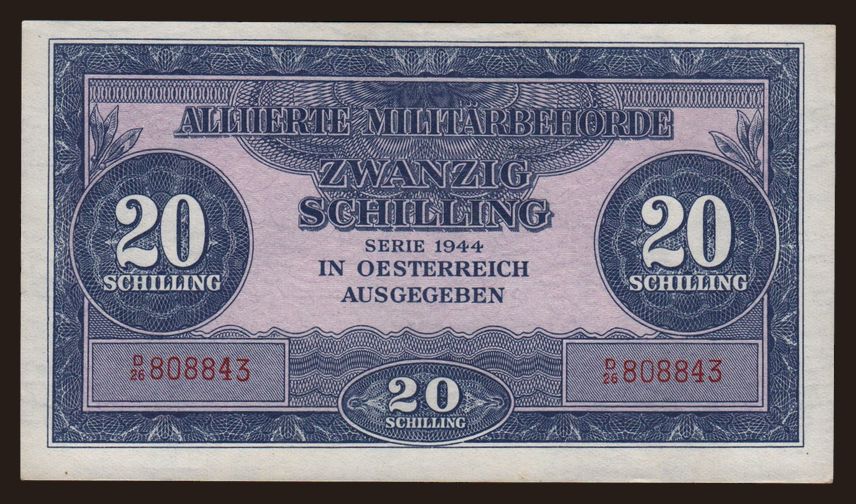 ALLIIERTE MILITÄRBEHÖRDE
ZWANZIG
SCHILLING
SERIE 1944
IN OESTERREICH
AUSGEGEBEN
20
SCHILLING
20
SCHILLING
D/26 808843
D/26 808843
20
SCHILLING